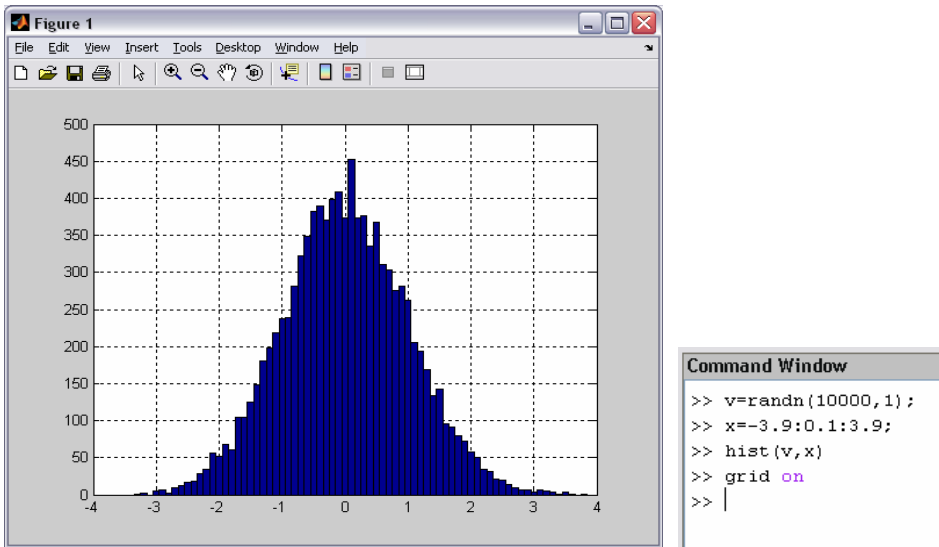 Figure 1
File Edit View Insert Tools Desktop Window Help
500
450
400
350
300
250
200
150
100
50
0
-4 -3 -2 -1 0 1 2 3 4
Command Window
>> v=randn(10000,1);
>> x=-3.9:0.1:3.9;
>> hist(v,x)
>> grid on
>>